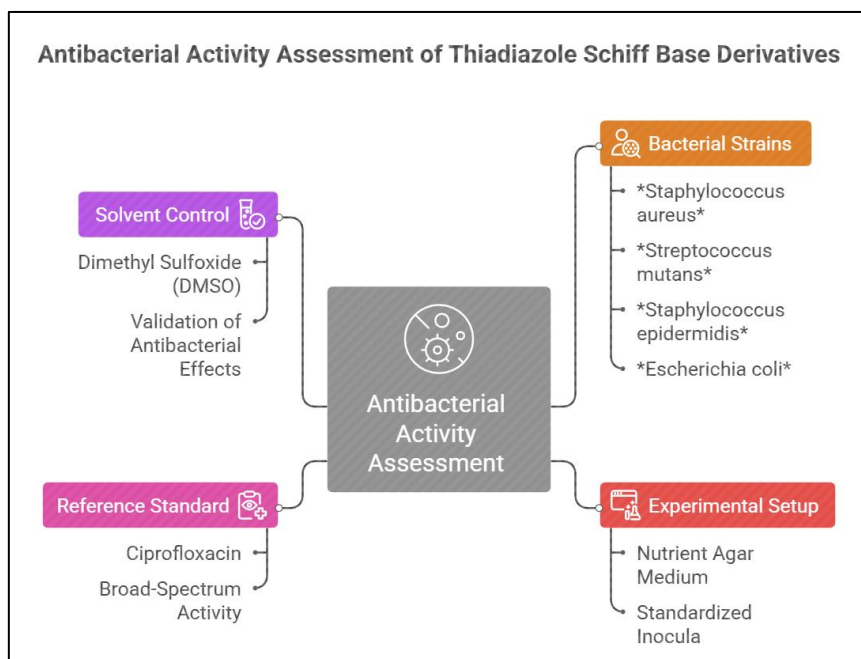 Antibacterial Activity Assessment of Thiadiazole Schiff Base Derivatives
Solvent Control
Dimethyl Sulfoxide
(DMSO)
Validation of
Antibacterial
Effects
Reference Standard
Ciprofloxacin
Broad-Spectrum
Activity
Antibacterial
Activity
Assessment
Bacterial Strains
*Staphylococcus
aureus*
*Streptococcus
mutans*
*Staphylococcus
epidermidis*
*Escherichia coli*
Experimental Setup
Nutrient Agar
Medium
Standardized
Inocula